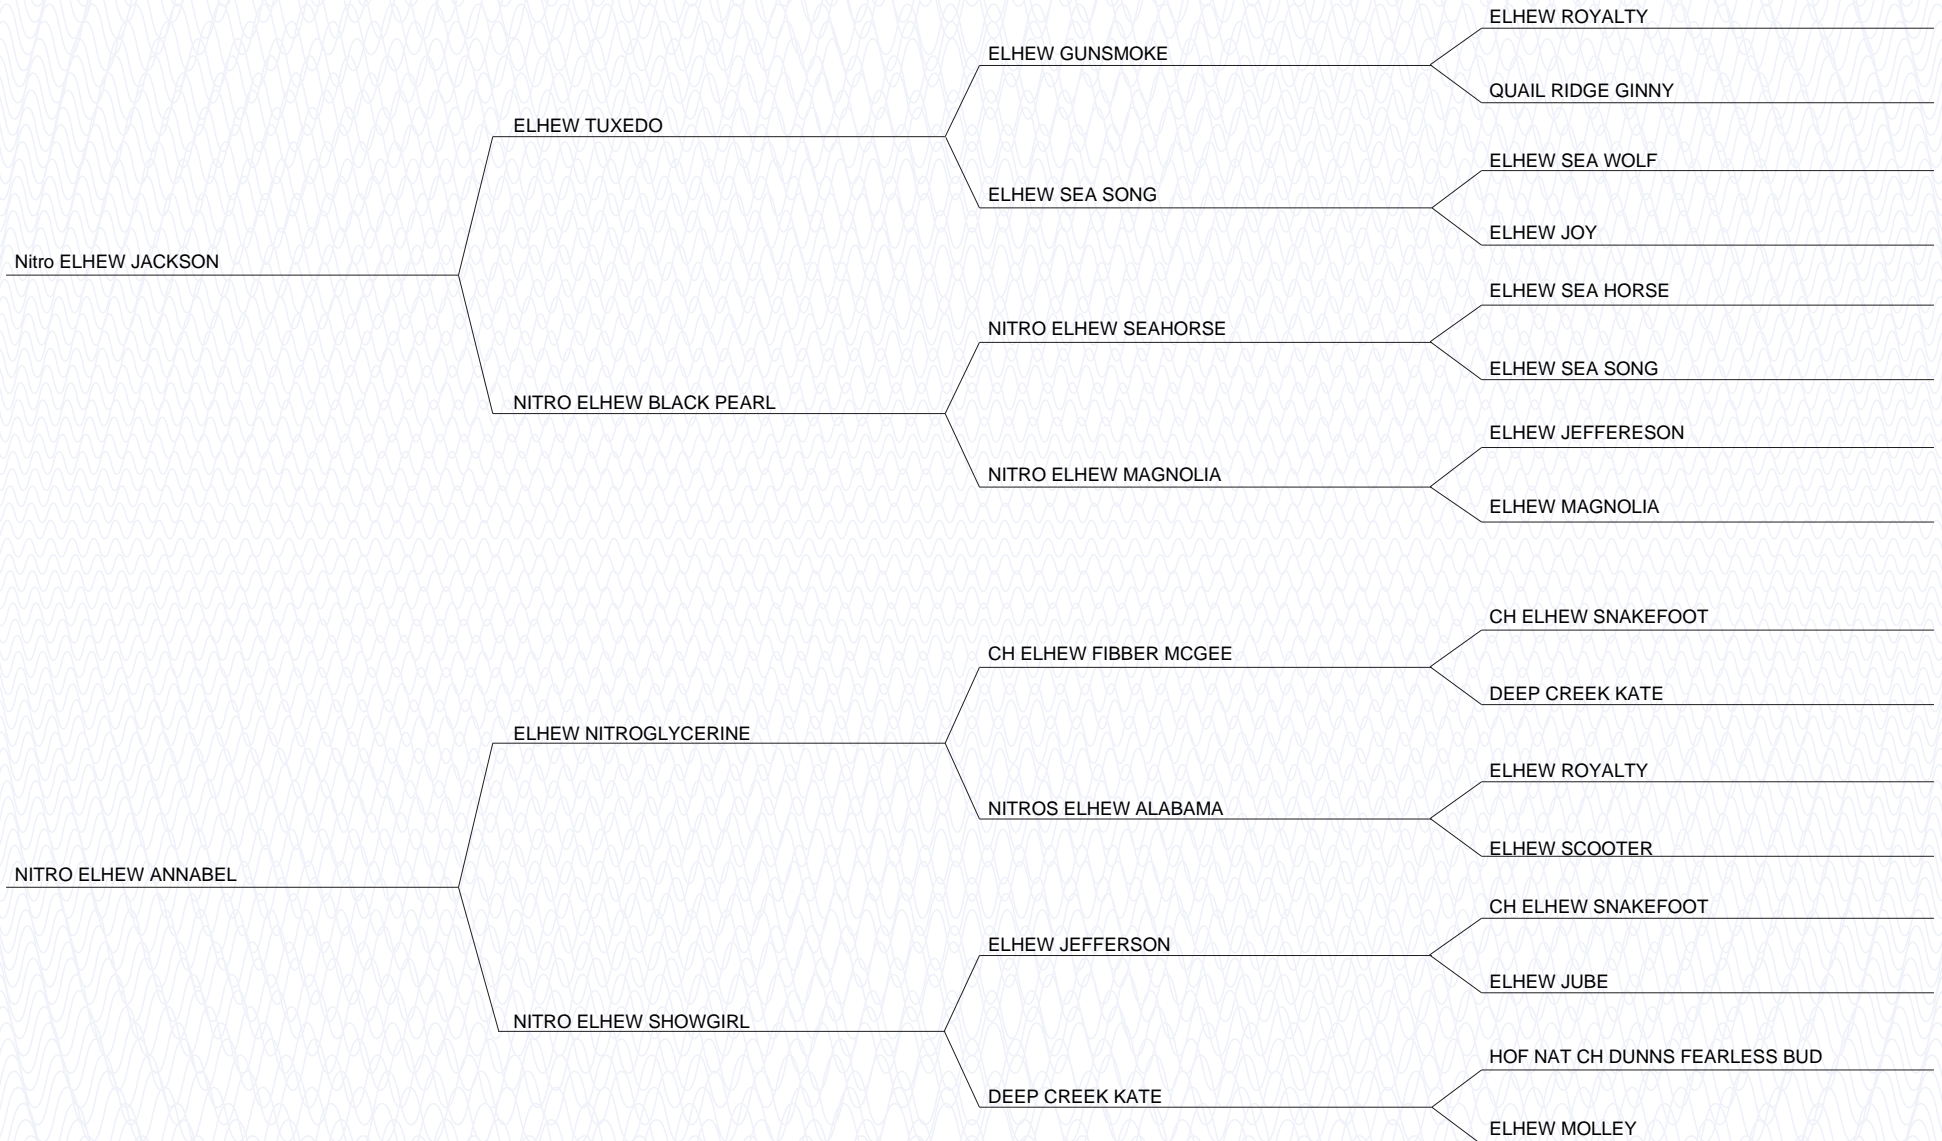 ELHEW ROYALTY
ELHEW GUNSMOKE
QUAIL RIDGE GINNY
ELHEW TUXEDO
ELHEW SEA WOLF
ELHEW SEA SONG
ELHEW JOY
Nitro ELHEW JACKSON
ELHEW SEA HORSE
NITRO ELHEW SEAHORSE
ELHEW SEA SONG
NITRO ELHEW BLACK PEARL
ELHEW JEFFERESON
NITRO ELHEW MAGNOLIA
ELHEW MAGNOLIA
CH ELHEW SNAKEFOOT
CH ELHEW FIBBER MCGEE
DEEP CREEK KATE
ELHEW NITROGLYCERINE
ELHEW ROYALTY
NITROS ELHEW ALABAMA
ELHEW SCOOTER
NITRO ELHEW ANNABEL
CH ELHEW SNAKEFOOT
ELHEW JEFFERSON
ELHEW JUBE
NITRO ELHEW SHOWGIRL
HOF NAT CH DUNNS FEARLESS BUD
DEEP CREEK KATE
ELHEW MOLLEY